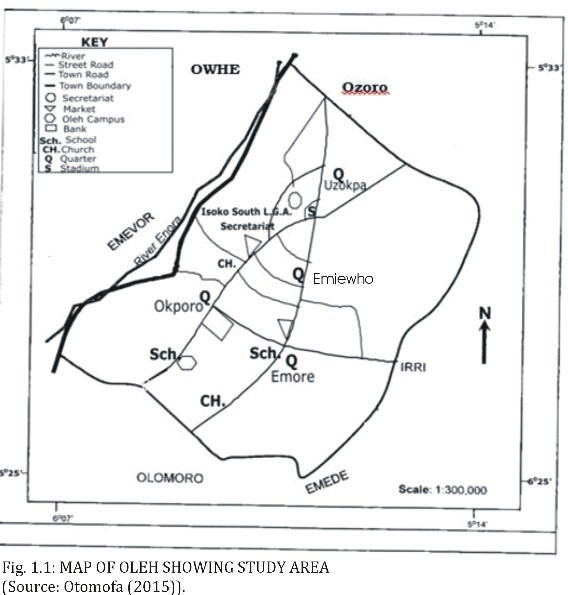 6°07'
5°14'
5°33'
5°33'
KEY
River
Street Road
Town Road
Town Boundary
Secretariat
Market
Oleh Campus
Bank
Sch. School
CH. Church
Q Quarter
S Stadium
OWHE
Ozoro
Q
Uzokpa
S
Isoko South L.G.A.
Secretariat
EMEVOR
River Enora
CH.
Q
Emiewho
Q
Okporo
N
Sch.
Sch.
Q
Emore
IRRI
CH.
OLOMORO
EMEDE
Scale: 1:300,000
5°25'
6°25'
6°07'
5°14'
Fig. 1.1: MAP OF OLEH SHOWING STUDY AREA
(Source: Otomofa (2015)).